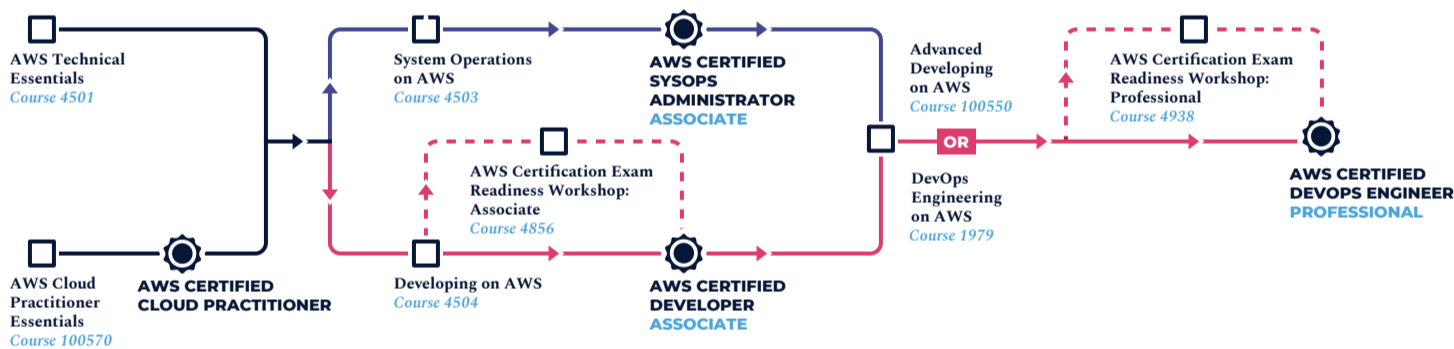 AWS Technical
Essentials
Course 4501
AWS Cloud
Practitioner
Essentials
Course 100570
AWS CERTIFIED
CLOUD PRACTITIONER
System Operations
on AWS
Course 4503
AWS CERTIFIED
SYSOPS
ADMINISTRATOR
ASSOCIATE
AWS Certification Exam
Readiness Workshop:
Associate
Course 4856
Developing on AWS
Course 4504
AWS CERTIFIED
DEVELOPER
ASSOCIATE
Advanced
Developing
on AWS
Course 100550
OR
DevOps
Engineering
on AWS
Course 1979
AWS Certification Exam
Readiness Workshop:
Professional
Course 4938
AWS CERTIFIED
DEVOPS ENGINEER
PROFESSIONAL